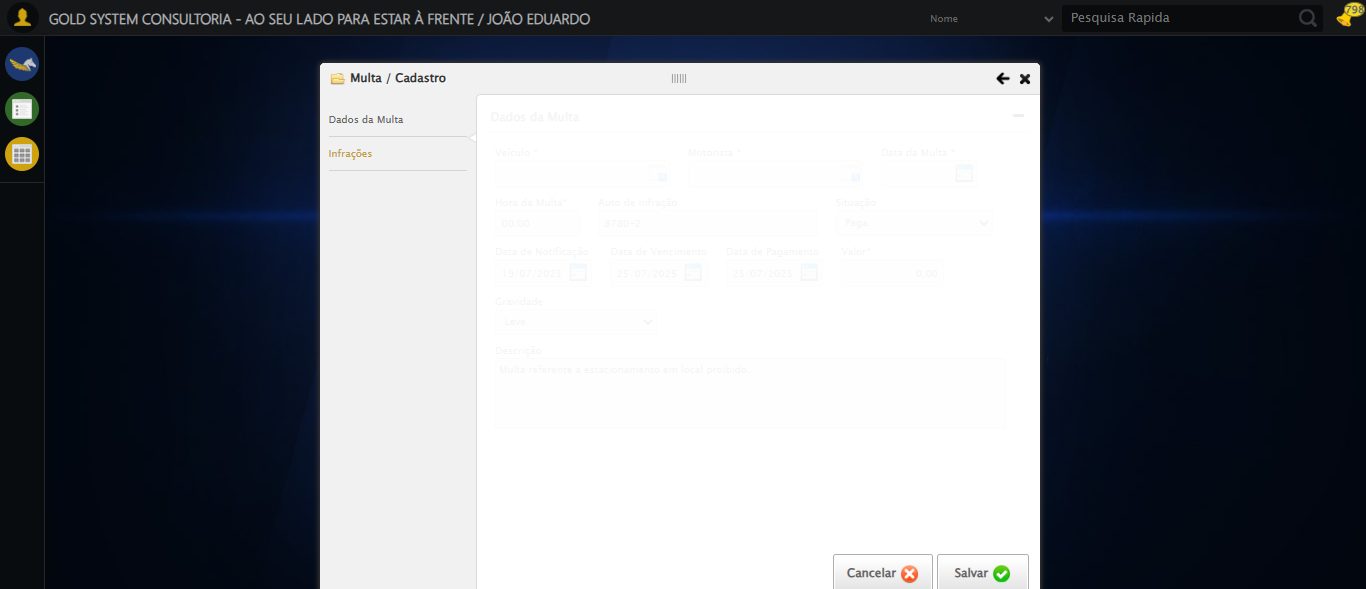 GOLD SYSTEM CONSULTORIA - AO SEU LADO PARA ESTAR À FRENTE / JOÃO EDUARDO
Nome
Pesquisa Rapida
798
Multa / Cadastro
Dados da Multa
Infrações
Dados da Multa
Veículo * Motorista * Data da Multa *
Hora da Multa* Auto de Infração Situação
00:00 8760-2 Paga
Data de Notificação Data de Vencimento Data de Pagamento Valor*
19/07/2025 25/07/2025 25/07/2025 0,00
Gravidade
Leve
Descrição
Multa referente a estacionamento em local proibido
Cancelar Salvar